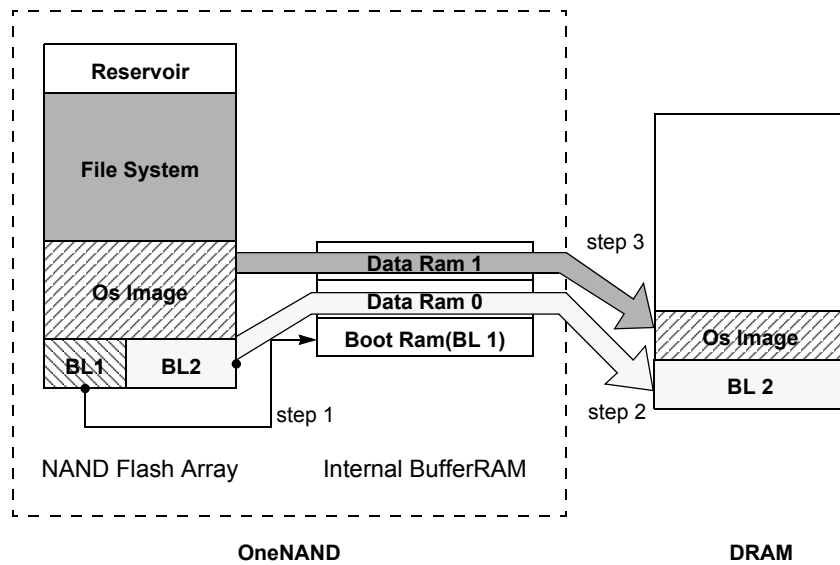 Reservoir
File System
step 3
Data Ram 1
Os Image
Data Ram 0
Boot Ram(BL 1)
Os Image
BL1
BL2
BL 2
step 1
step 2
NAND Flash Array
Internal BufferRAM
OneNAND
DRAM